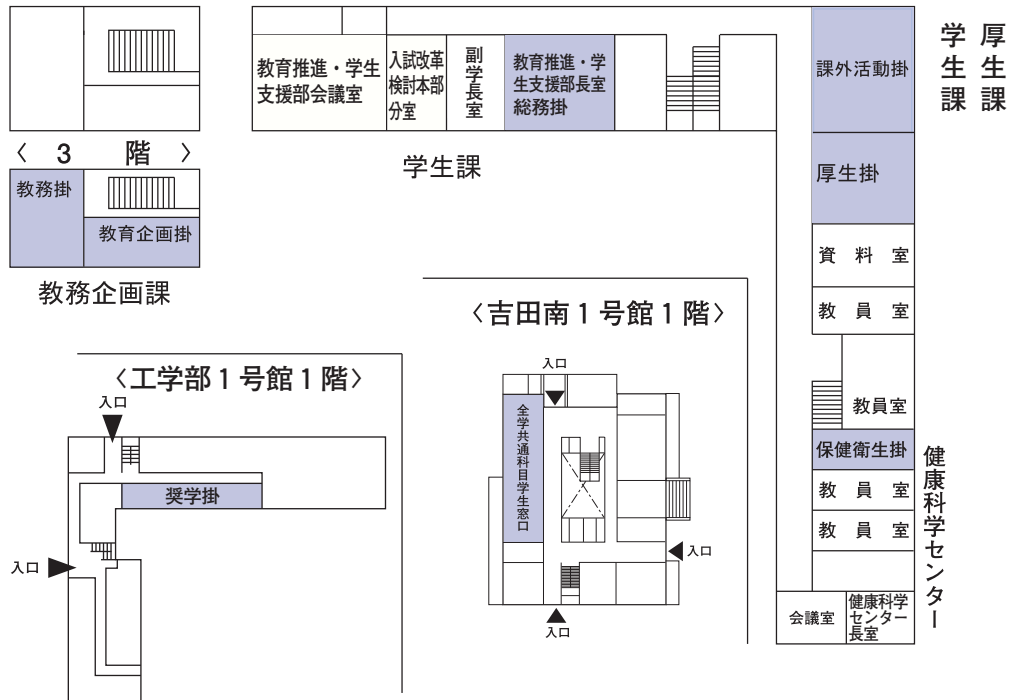 教育推進・学生
支援部会議室
入試改革
検討本部
分室
副学長室
教育推進・学
生支援部長室
総務掛
課外活動掛
学生課
厚生課
〈 3 階 〉
学生課
教務掛
教育企画掛
厚生掛
教務企画課
資料室
教員室
〈吉田南1号館1階〉
入口
全学共通科目学生窓口
入口
入口
〈工学部1号館1階〉
入口
奨学掛
入口
教員室
保健衛生掛
教員室
教員室
健康科学センター
会議室
健康科学
センター
長室